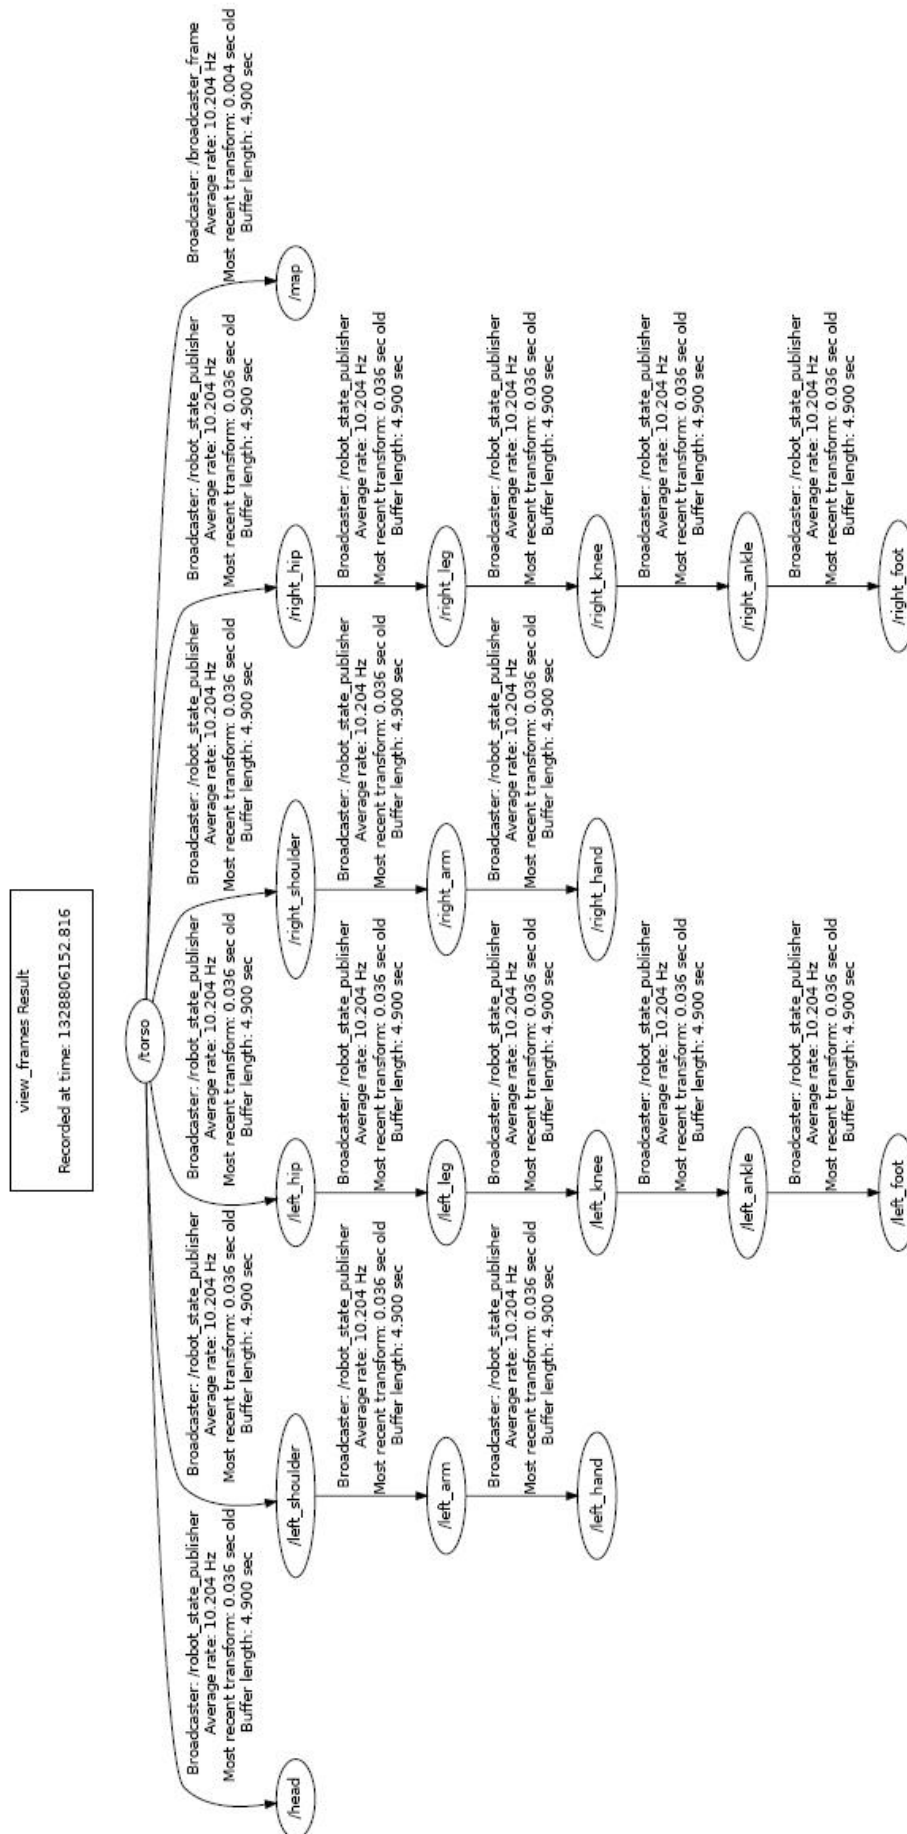 view_frames Result
Recorded at time: 1328806152.816
/torso
Broadcaster: /robot_state_publisher
Average rate: 10.204 Hz
Most recent transform: 0.036 sec old
Buffer length: 4.900 sec
Broadcaster: /robot_state_publisher
Average rate: 10.204 Hz
Most recent transform: 0.036 sec old
Buffer length: 4.900 sec
Broadcaster: /robot_state_publisher
Average rate: 10.204 Hz
Most recent transform: 0.036 sec old
Buffer length: 4.900 sec
Broadcaster: /robot_state_publisher
Average rate: 10.204 Hz
Most recent transform: 0.036 sec old
Buffer length: 4.900 sec
Broadcaster: /robot_state_publisher
Average rate: 10.204 Hz
Most recent transform: 0.036 sec old
Buffer length: 4.900 sec
Broadcaster: /broadcaster_frame
Average rate: 10.204 Hz
Most recent transform: 0.004 sec old
Buffer length: 4.900 sec
/head
/left_shoulder
/left_hip
/right_shoulder
/right_hip
/map
Broadcaster: /robot_state_publisher
Average rate: 10.204 Hz
Most recent transform: 0.036 sec old
Buffer length: 4.900 sec
Broadcaster: /robot_state_publisher
Average rate: 10.204 Hz
Most recent transform: 0.036 sec old
Buffer length: 4.900 sec
Broadcaster: /robot_state_publisher
Average rate: 10.204 Hz
Most recent transform: 0.036 sec old
Buffer length: 4.900 sec
Broadcaster: /robot_state_publisher
Average rate: 10.204 Hz
Most recent transform: 0.036 sec old
Buffer length: 4.900 sec
/left_arm
/left_leg
/right_arm
/right_leg
Broadcaster: /robot_state_publisher
Average rate: 10.204 Hz
Most recent transform: 0.036 sec old
Buffer length: 4.900 sec
Broadcaster: /robot_state_publisher
Average rate: 10.204 Hz
Most recent transform: 0.036 sec old
Buffer length: 4.900 sec
Broadcaster: /robot_state_publisher
Average rate: 10.204 Hz
Most recent transform: 0.036 sec old
Buffer length: 4.900 sec
Broadcaster: /robot_state_publisher
Average rate: 10.204 Hz
Most recent transform: 0.036 sec old
Buffer length: 4.900 sec
/left_hand
/left_knee
/right_hand
/right_knee
Broadcaster: /robot_state_publisher
Average rate: 10.204 Hz
Most recent transform: 0.036 sec old
Buffer length: 4.900 sec
Broadcaster: /robot_state_publisher
Average rate: 10.204 Hz
Most recent transform: 0.036 sec old
Buffer length: 4.900 sec
/left_ankle
/right_ankle
Broadcaster: /robot_state_publisher
Average rate: 10.204 Hz
Most recent transform: 0.036 sec old
Buffer length: 4.900 sec
Broadcaster: /robot_state_publisher
Average rate: 10.204 Hz
Most recent transform: 0.036 sec old
Buffer length: 4.900 sec
/left_foot
/right_foot